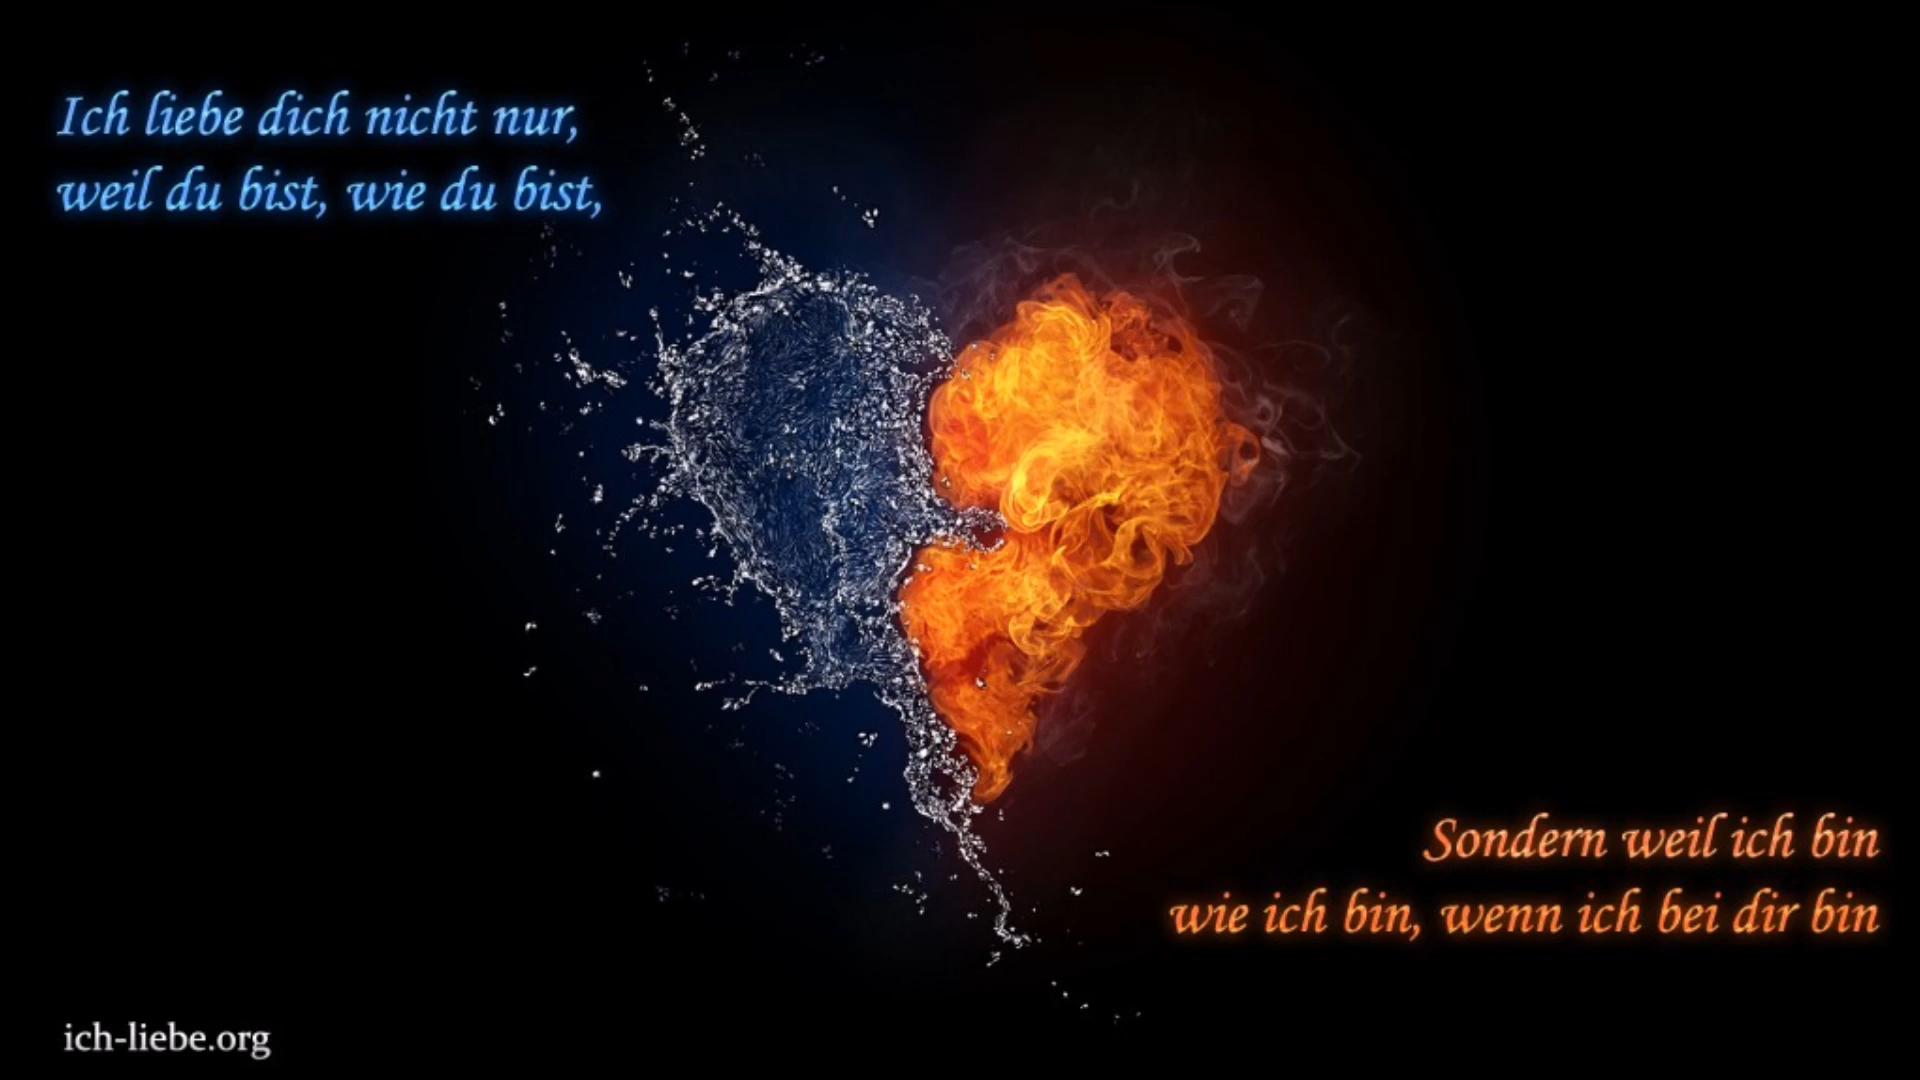 Ich liebe dich nicht nur,
weil du bist, wie du bist,
Sondern weil ich bin
wie ich bin, wenn ich bei dir bin
ich-liebe.org